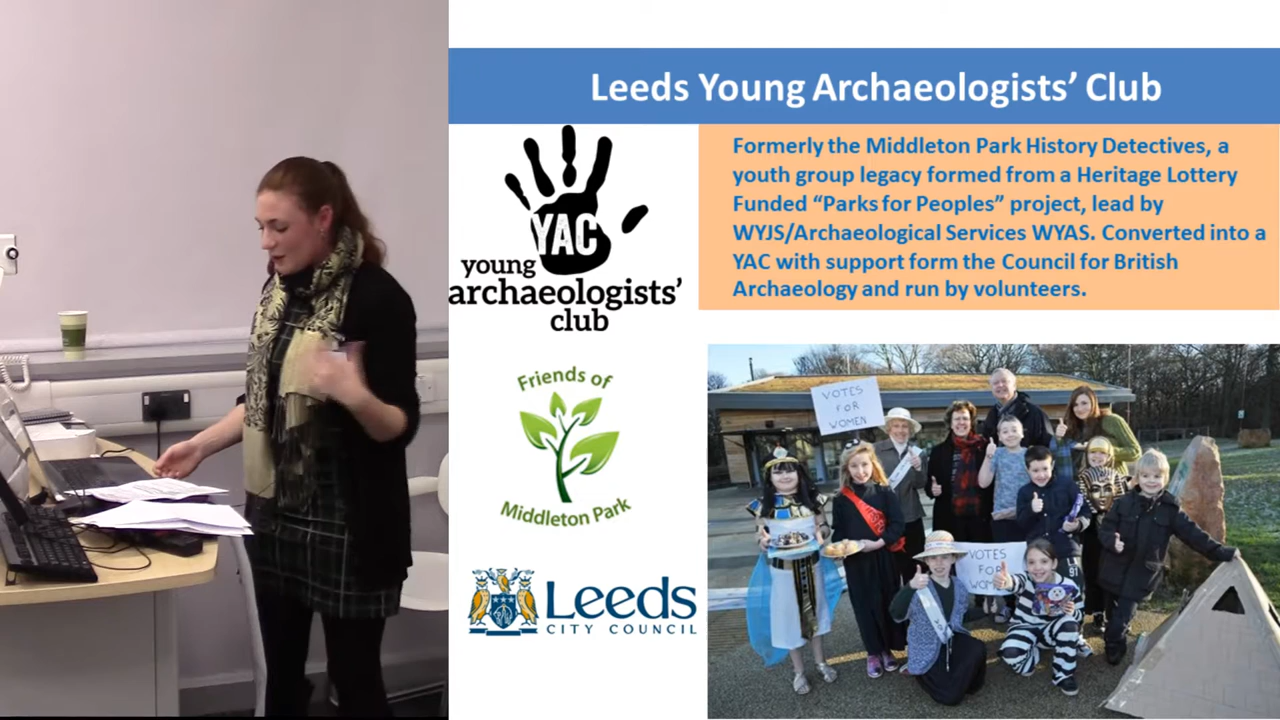 Leeds Young Archaeologists’ Club
YAC
young
archaeologists’
club
Formerly the Middleton Park History Detectives, a
youth group legacy formed from a Heritage Lottery
Funded “Parks for Peoples” project, lead by
WYJS/Archaeological Services WYAS. Converted into a
YAC with support form the Council for British
Archaeology and run by volunteers.
Friends of
Middleton Park
Leeds
CITY COUNCIL
VOTES
FOR
WOMEN
VOTES
FOR